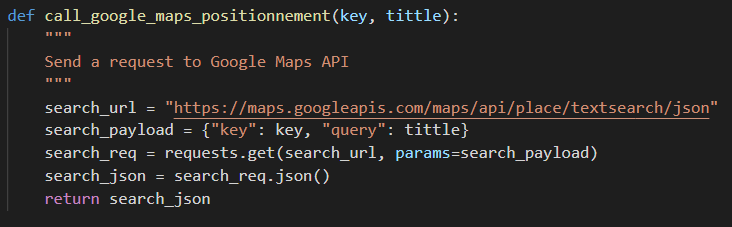 def call_google_maps_positionnement(key, tittle):
"""
Send a request to Google Maps API
"""
search_url = "https://maps.googleapis.com/maps/api/place/textsearch/json"
search_payload = {"key": key, "query": tittle}
search_req = requests.get(search_url, params=search_payload)
search_json = search_req.json()
return search_json